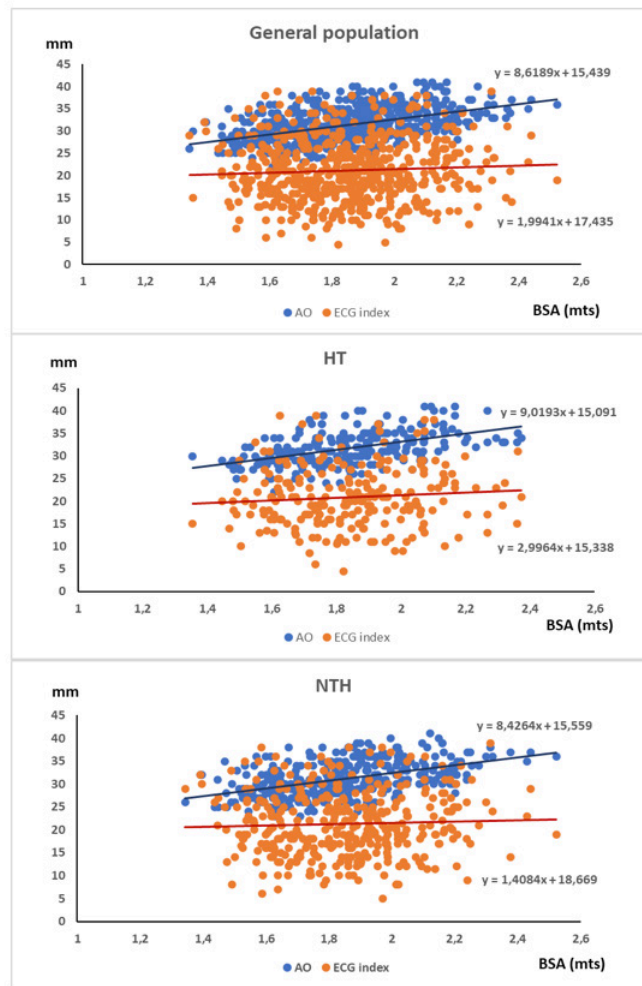 General population
mm
y = 8,6189x + 15,439
45
40
35
30
25
20
15
10
5
0
y = 1,9941x + 17,435
1 1,2 1,4 1,6 1,8 2 2,2 2,4 2,6
BSA (mts)
AO ECG index
HT
mm
45
40
35
30
25
20
15
10
5
0
y = 9,0193x + 15,091
y = 2,9964x + 15,338
1 1,2 1,4 1,6 1,8 2 2,2 2,4 2,6
BSA (mts)
AO ECG index
NTH
mm
45
40
35
30
25
20
15
10
5
0
y = 8,4264x + 15,559
y = 1,4084x + 18,669
1 1,2 1,4 1,6 1,8 2 2,2 2,4 2,6
BSA (mts)
AO ECG index